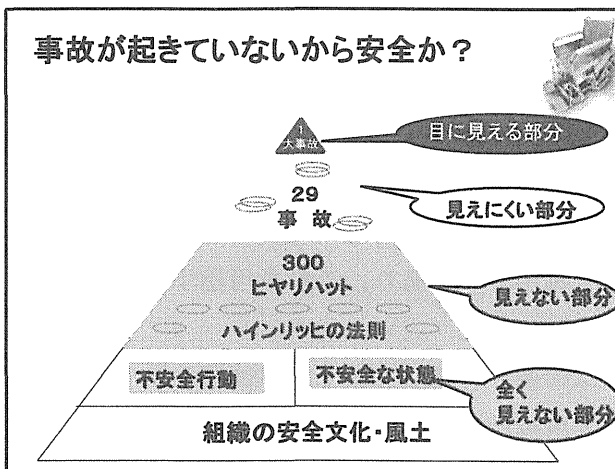 事故が起きていないから安全か？
1
大事故
目に見える部分
29
事 故
見えにくい部分
300
ヒヤリハット
見えない部分
ハインリッヒの法則
不安全行動
不安全な状態
全く
見えない部分
組織の安全文化・風土